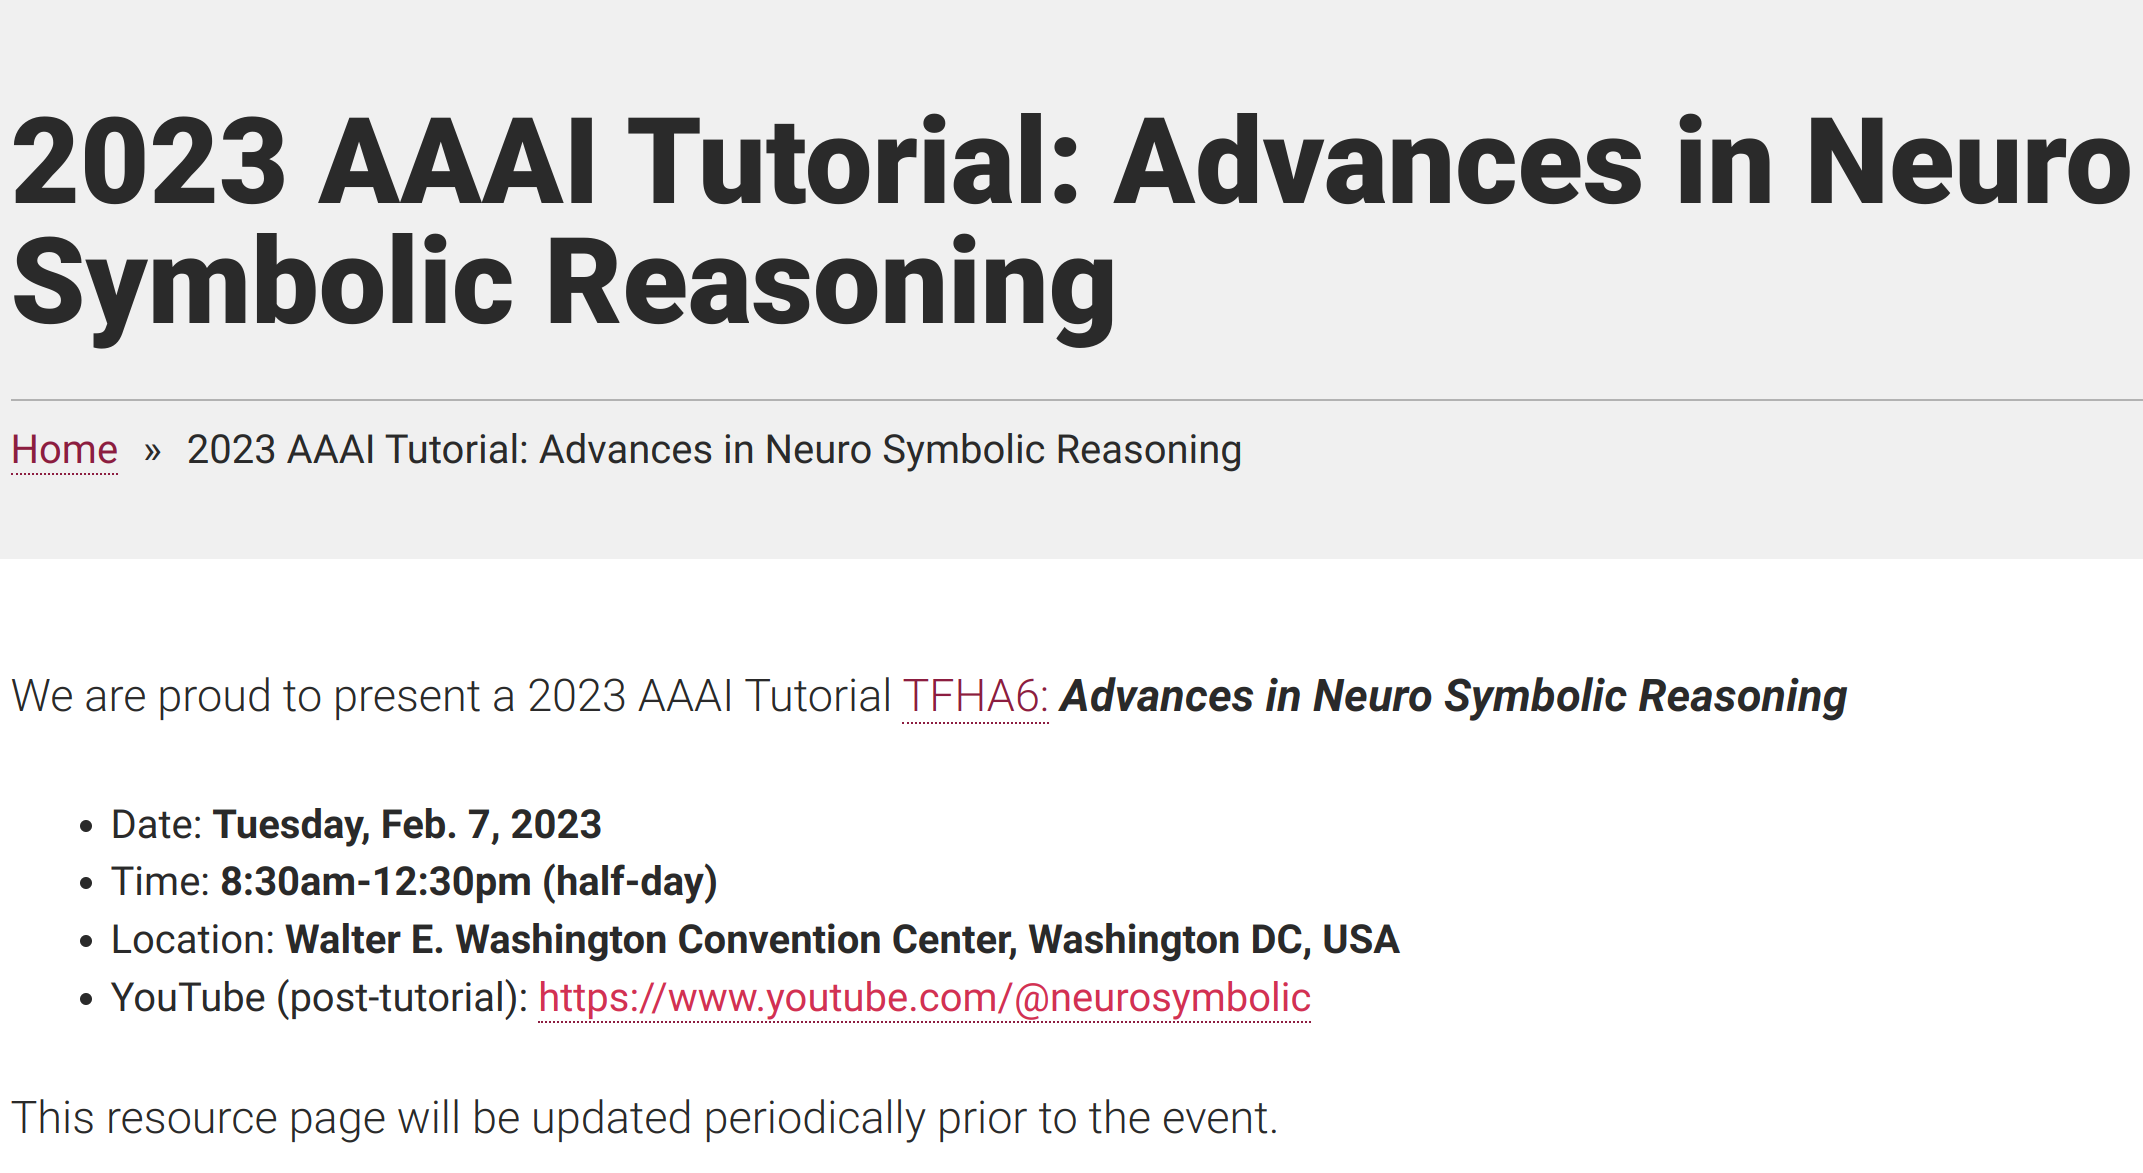 2023 AAAI Tutorial: Advances in Neuro
Symbolic Reasoning
Home » 2023 AAAI Tutorial: Advances in Neuro Symbolic Reasoning
We are proud to present a 2023 AAAI Tutorial TFHA6: Advances in Neuro Symbolic Reasoning
• Date: Tuesday, Feb. 7, 2023
• Time: 8:30am-12:30pm (half-day)
• Location: Walter E. Washington Convention Center, Washington DC, USA
• YouTube (post-tutorial): https://www.youtube.com/@neurosymbolic
This resource page will be updated periodically prior to the event.